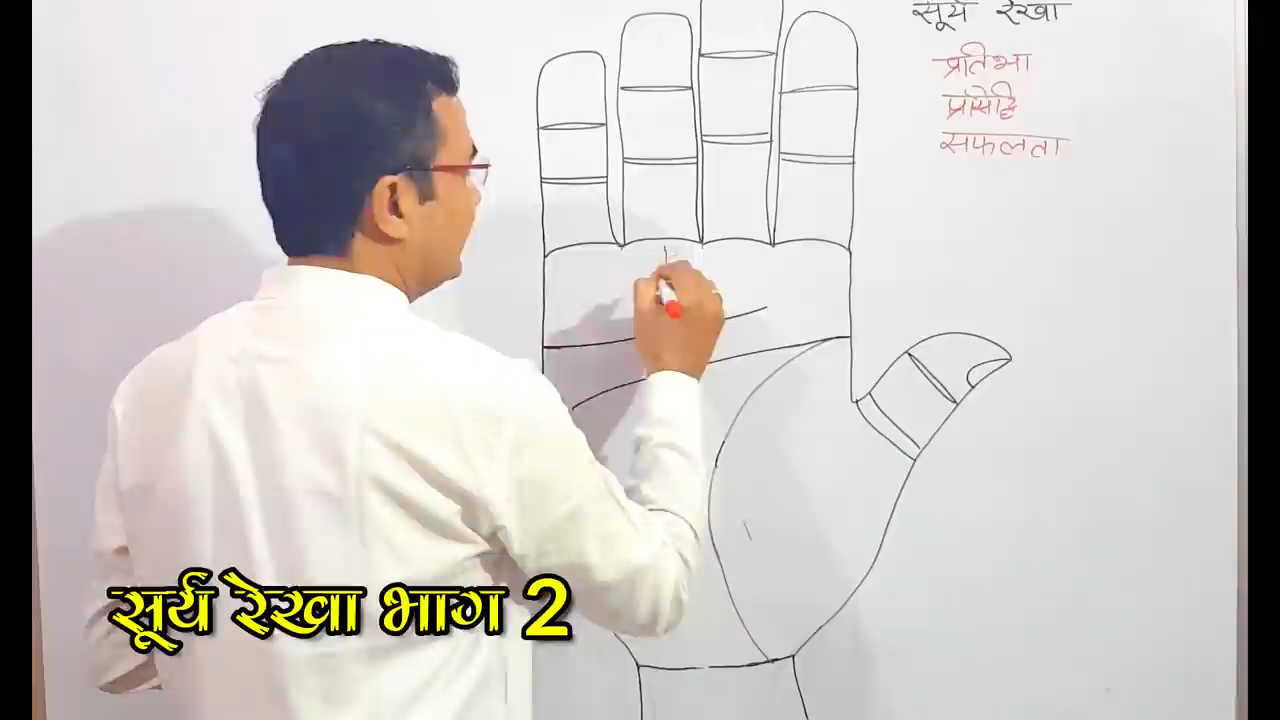 सूर्य रेखा
प्रतिभा
प्रसिद्धि
सफलता
सूर्य रेखा भाग 2